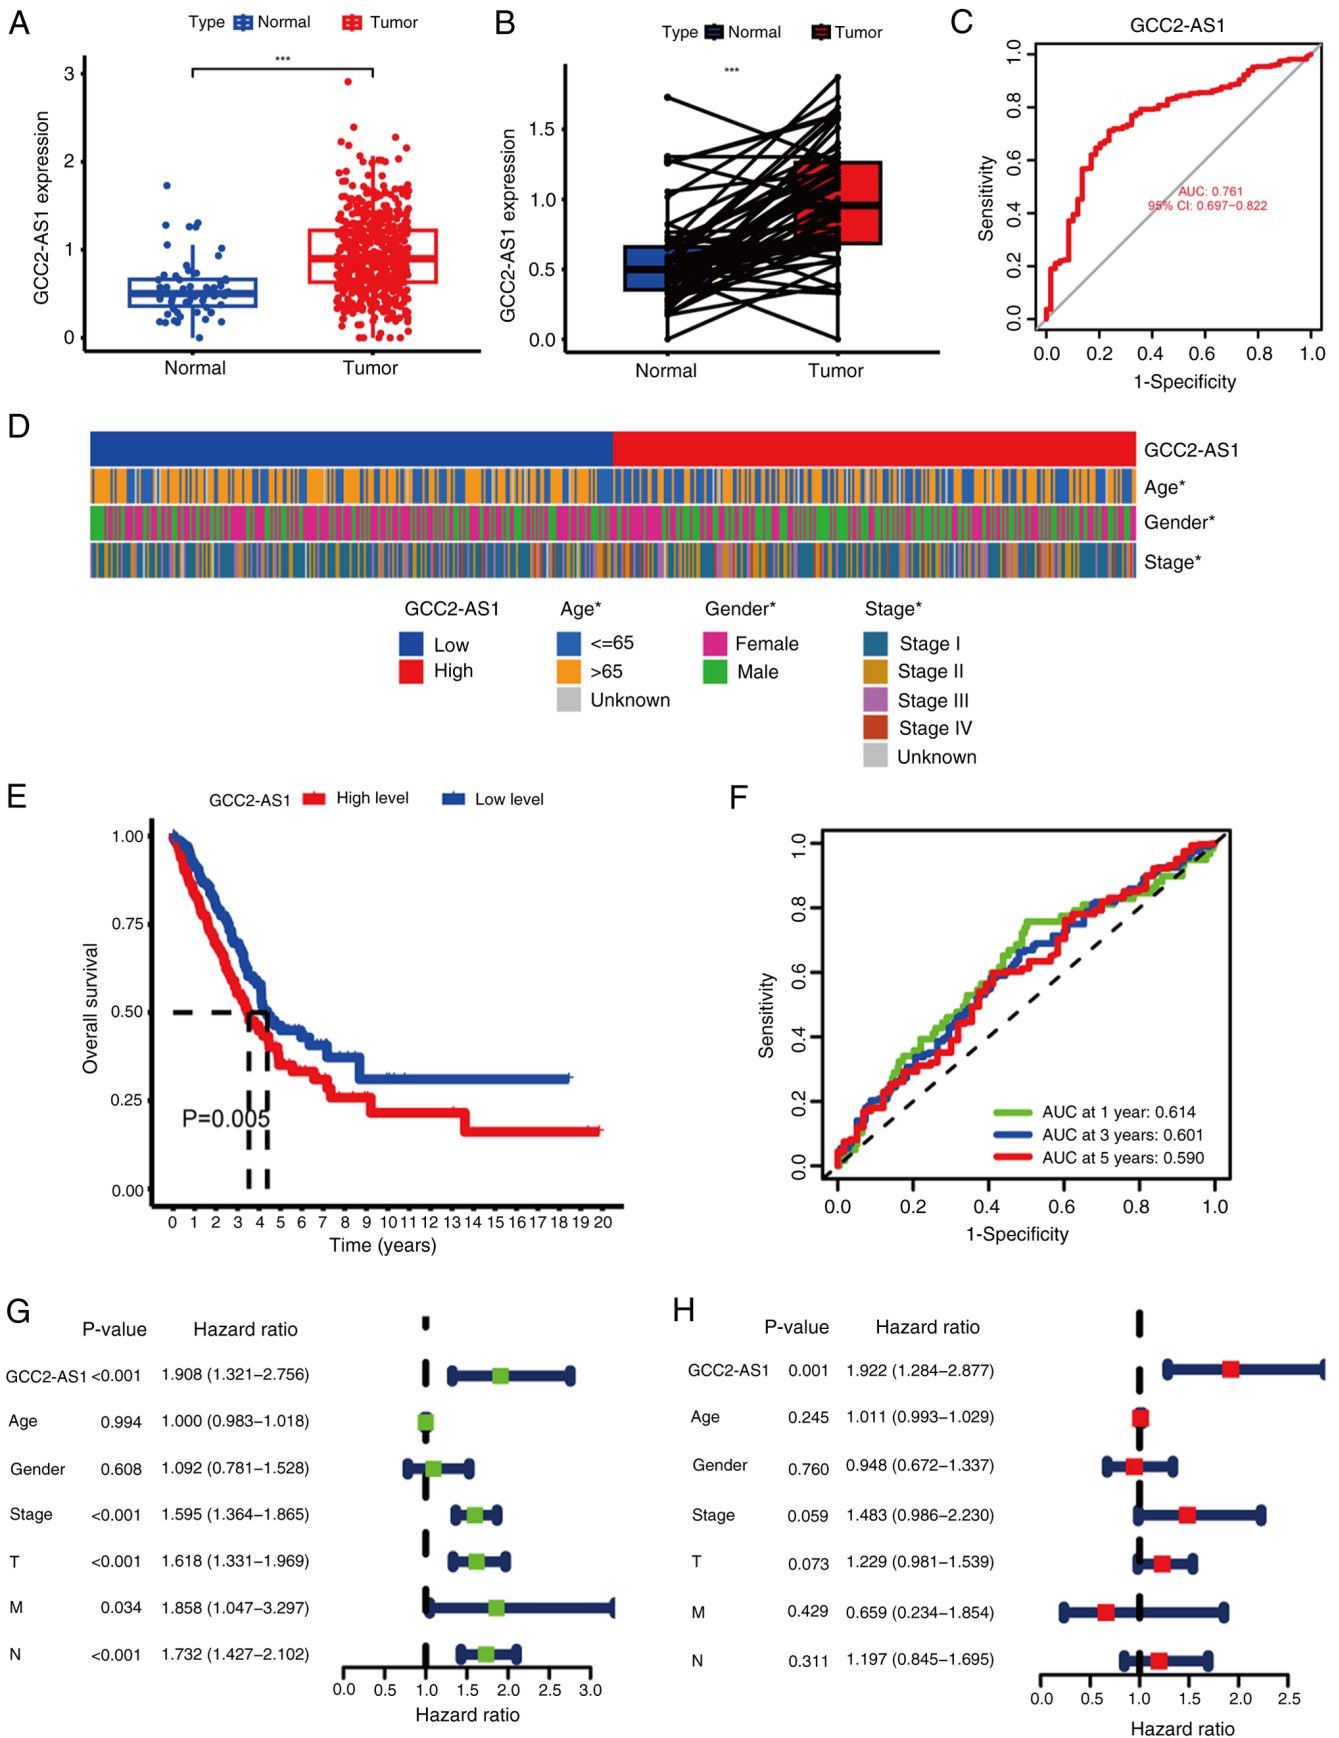 A
Type Normal Tumor
GCC2-AS1 expression
3
2
1
0
***
Normal Tumor
B
Type Normal Tumor
GCC2-AS1 expression
1.5
1.0
0.5
0.0
***
Normal Tumor
C
GCC2-AS1
Sensitivity
1.0
0.8
0.6
0.4
0.2
0.0
AUC: 0.761
95% CI: 0.697–0.822
0.0 0.2 0.4 0.6 0.8 1.0
1-Specificity
D
GCC2-AS1
Age*
Gender*
Stage*
GCC2-AS1
Low
High
Age*
<=65
>65
Unknown
Gender*
Female
Male
Stage*
Stage I
Stage II
Stage III
Stage IV
Unknown
E
GCC2-AS1 High level Low level
Overall survival
1.00
0.75
0.50
0.25
0.00
P=0.005
0 1 2 3 4 5 6 7 8 9 10 11 12 13 14 15 16 17 18 19 20
Time (years)
F
Sensitivity
1.0
0.8
0.6
0.4
0.2
0.0
AUC at 1 year: 0.614
AUC at 3 years: 0.601
AUC at 5 years: 0.590
0.0 0.2 0.4 0.6 0.8 1.0
1-Specificity
G
P-value Hazard ratio
GCC2-AS1 <0.001 1.908 (1.321–2.756)
Age 0.994 1.000 (0.983–1.018)
Gender 0.608 1.092 (0.781–1.528)
Stage <0.001 1.595 (1.364–1.865)
T <0.001 1.618 (1.331–1.969)
M 0.034 1.858 (1.047–3.297)
N <0.001 1.732 (1.427–2.102)
0.0 0.5 1.0 1.5 2.0 2.5 3.0
Hazard ratio
H
P-value Hazard ratio
GCC2-AS1 0.001 1.922 (1.284–2.877)
Age 0.245 1.011 (0.993–1.029)
Gender 0.760 0.948 (0.672–1.337)
Stage 0.059 1.483 (0.986–2.230)
T 0.073 1.229 (0.981–1.539)
M 0.429 0.659 (0.234–1.854)
N 0.311 1.197 (0.845–1.695)
0.0 0.5 1.0 1.5 2.0 2.5
Hazard ratio